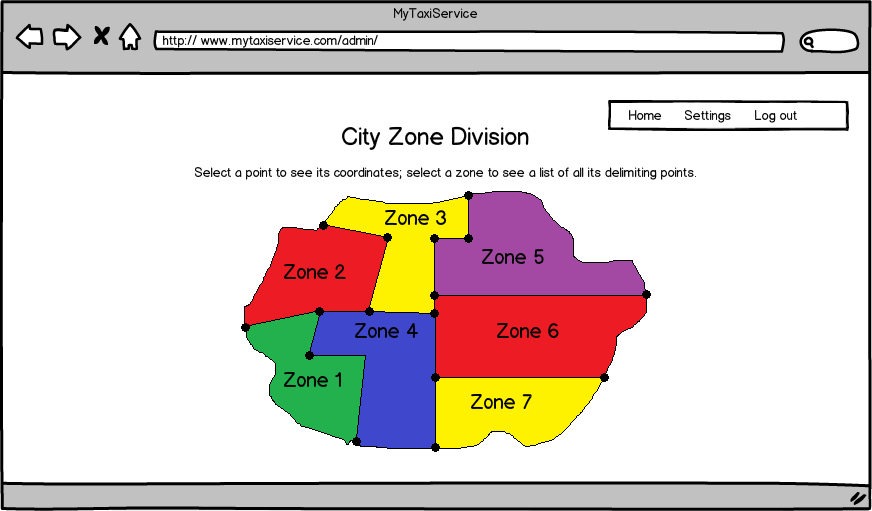 MyTaxiService
http:// www.mytaxiservice.com/admin/
Home Settings Log out
City Zone Division
Select a point to see its coordinates; select a zone to see a list of all its delimiting points.
Zone 3
Zone 5
Zone 2
Zone 4
Zone 6
Zone 1
Zone 7